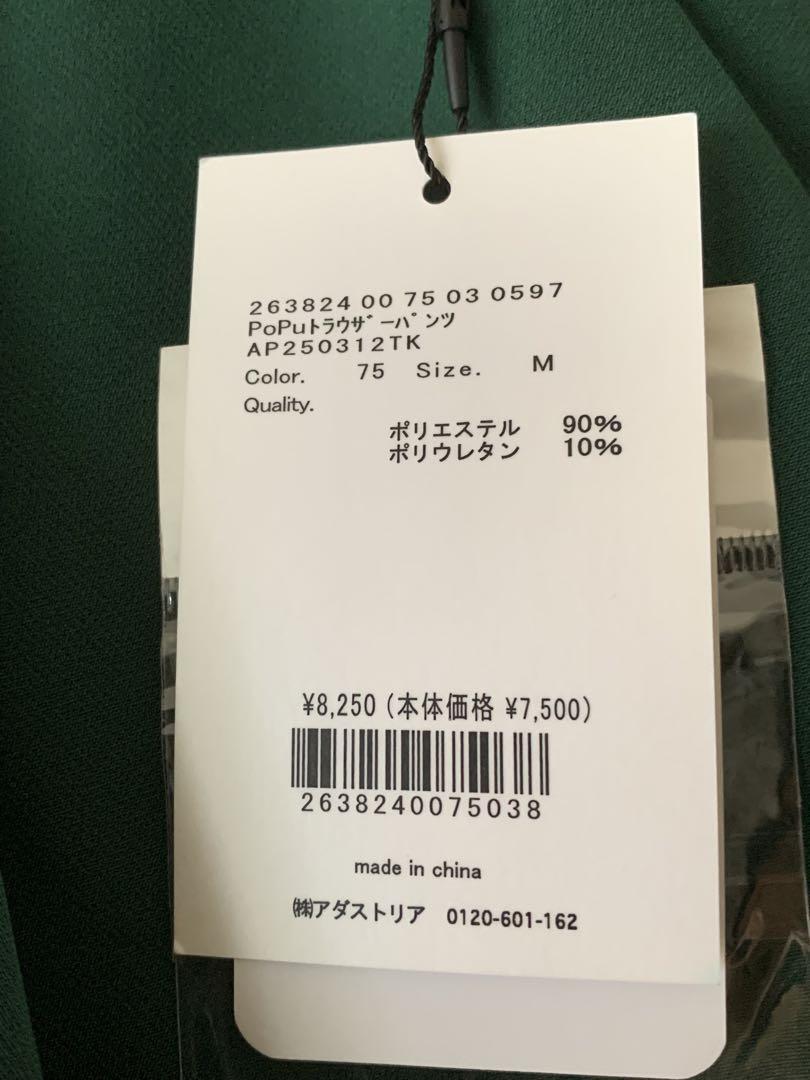 263824 00 75 03 0597
PoPuﾄﾗｳｻﾞｰﾊﾟﾝﾂ
AP250312TK
Color. 75 Size. M
Quality.
ポリエステル 90%
ポリウレタン 10%
¥8,250 (本体価格 ¥7,500)
2638240075038
made in china
㈱アダストリア 0120-601-162